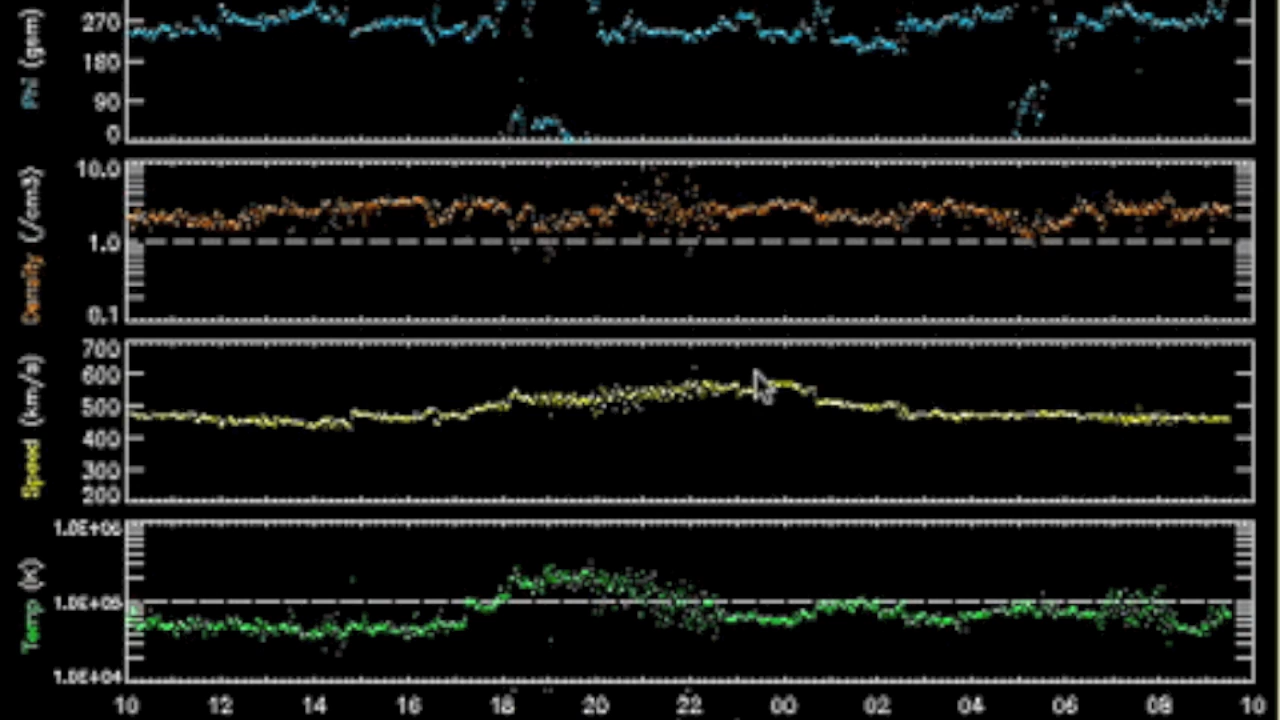 Phi (gsm)
270
180
90
0
Density (/cm3)
10.0
1.0
0.1
Speed (km/s)
700
600
500
400
300
200
Temp (K)
1.0E+06
1.0E+05
1.0E+04
10 12 14 16 18 20 22 00 02 04 06 08 10